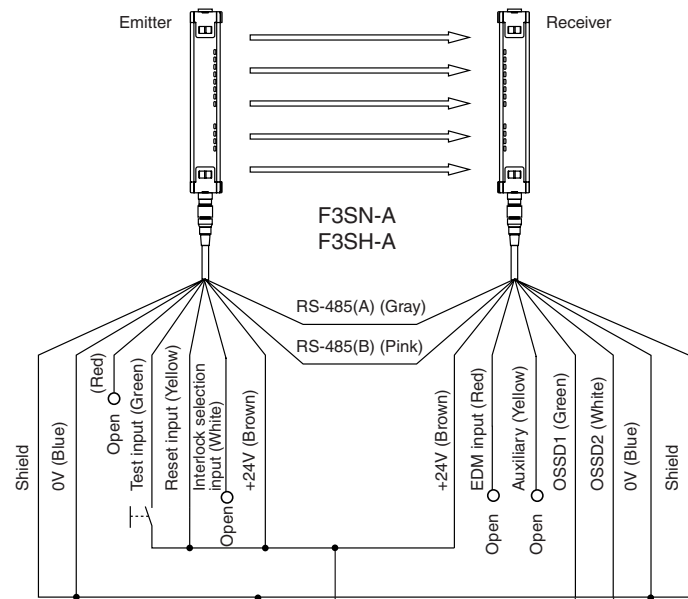 Emitter
Receiver
F3SN-A
F3SH-A
RS-485(A) (Gray)
RS-485(B) (Pink)
Shield
0V (Blue)
(Red)
Open
Test input (Green)
Reset input (Yellow)
Interlock selection
input (White)
Open
+24V (Brown)
+24V (Brown)
EDM input (Red)
Open
Auxiliary (Yellow)
Open
OSSD1 (Green)
OSSD2 (White)
0V (Blue)
Shield